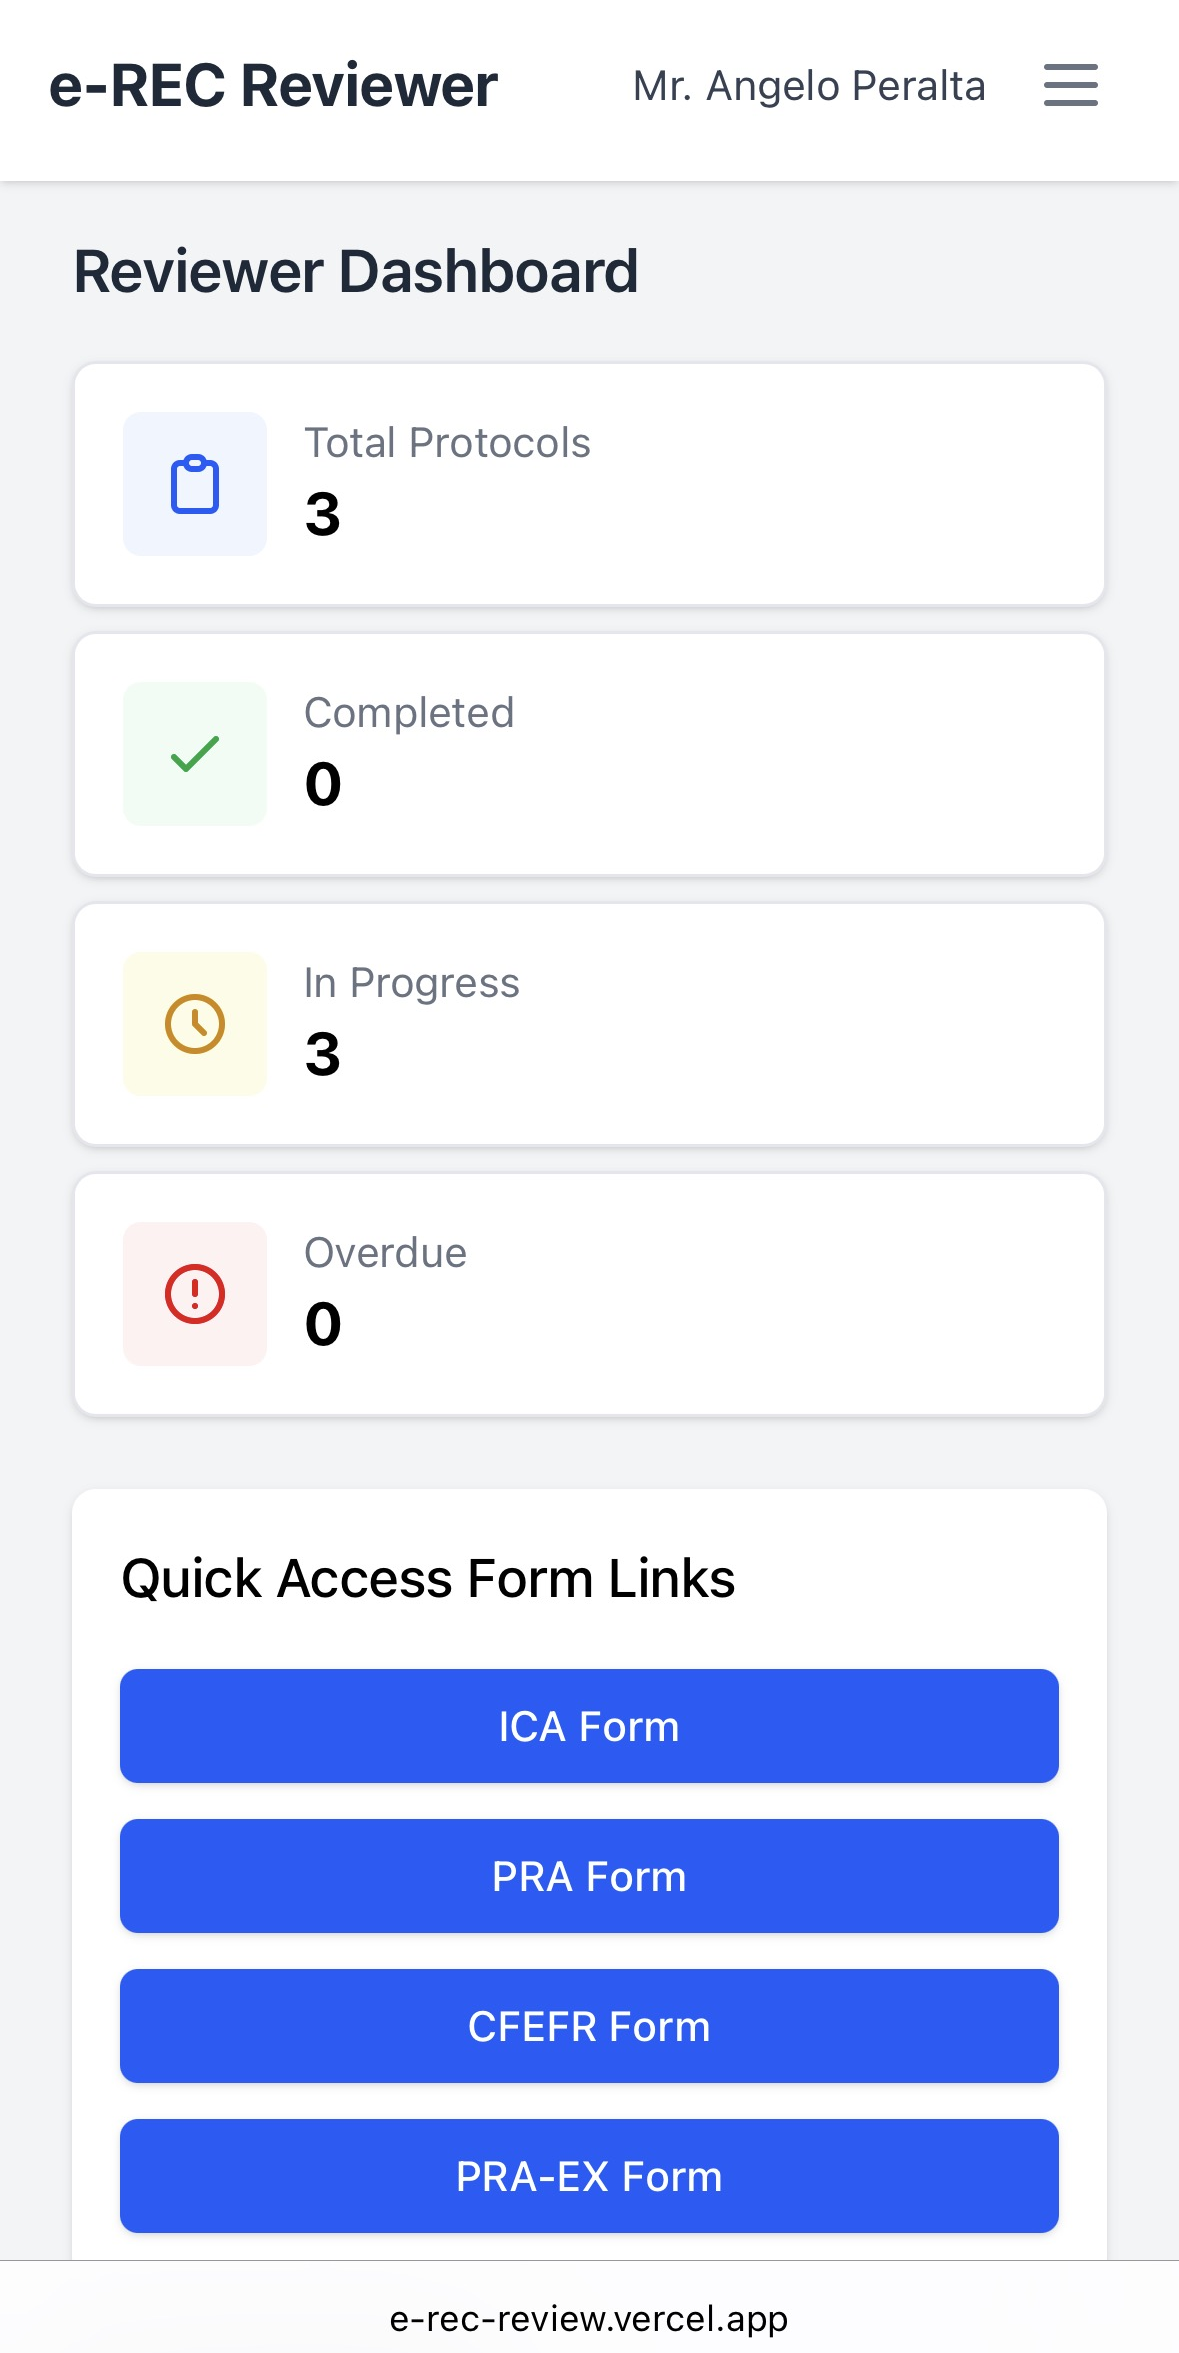 e-REC Reviewer
Mr. Angelo Peralta
Reviewer Dashboard
Total Protocols
3
Completed
0
In Progress
3
Overdue
0
Quick Access Form Links
ICA Form
PRA Form
CFEFR Form
PRA-EX Form
e-rec-review.vercel.app